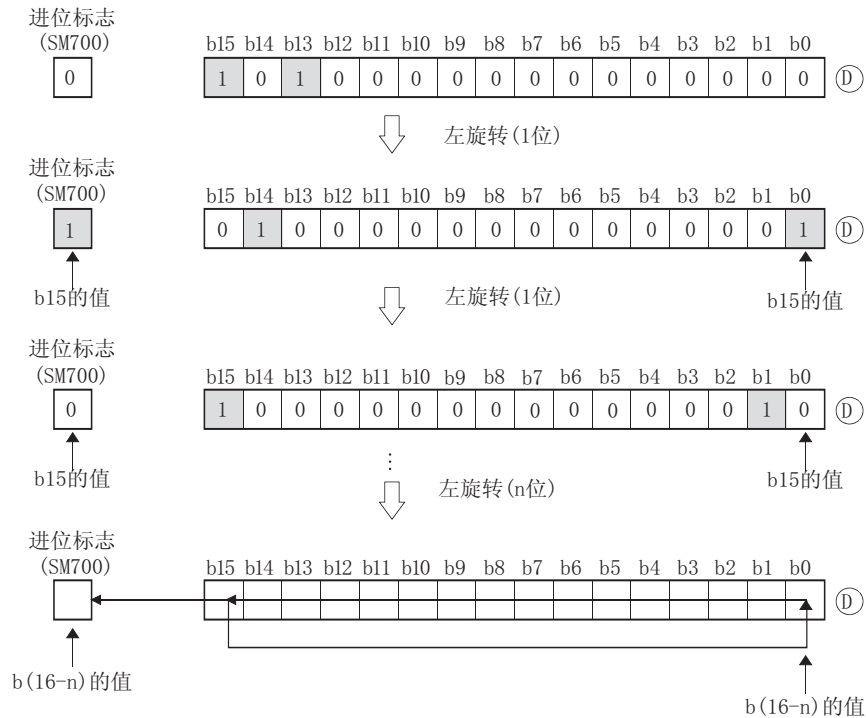 进位标志
(SM700)
b15 b14 b13 b12 b11 b10 b9 b8 b7 b6 b5 b4 b3 b2 b1 b0
0 1 0 1 0 0 0 0 0 0 0 0 0 0 0 0 0 D
左旋转(1位)
进位标志
(SM700)
b15 b14 b13 b12 b11 b10 b9 b8 b7 b6 b5 b4 b3 b2 b1 b0
1 0 1 0 0 0 0 0 0 0 0 0 0 0 0 0 1 D
b15的值 b15的值
左旋转(1位)
进位标志
(SM700)
b15 b14 b13 b12 b11 b10 b9 b8 b7 b6 b5 b4 b3 b2 b1 b0
0 1 0 0 0 0 0 0 0 0 0 0 0 0 0 1 0 D
b15的值 b15的值
⋮
左旋转(n位)
进位标志
(SM700)
b15 b14 b13 b12 b11 b10 b9 b8 b7 b6 b5 b4 b3 b2 b1 b0
D
b(16-n)的值
b(16-n)的值